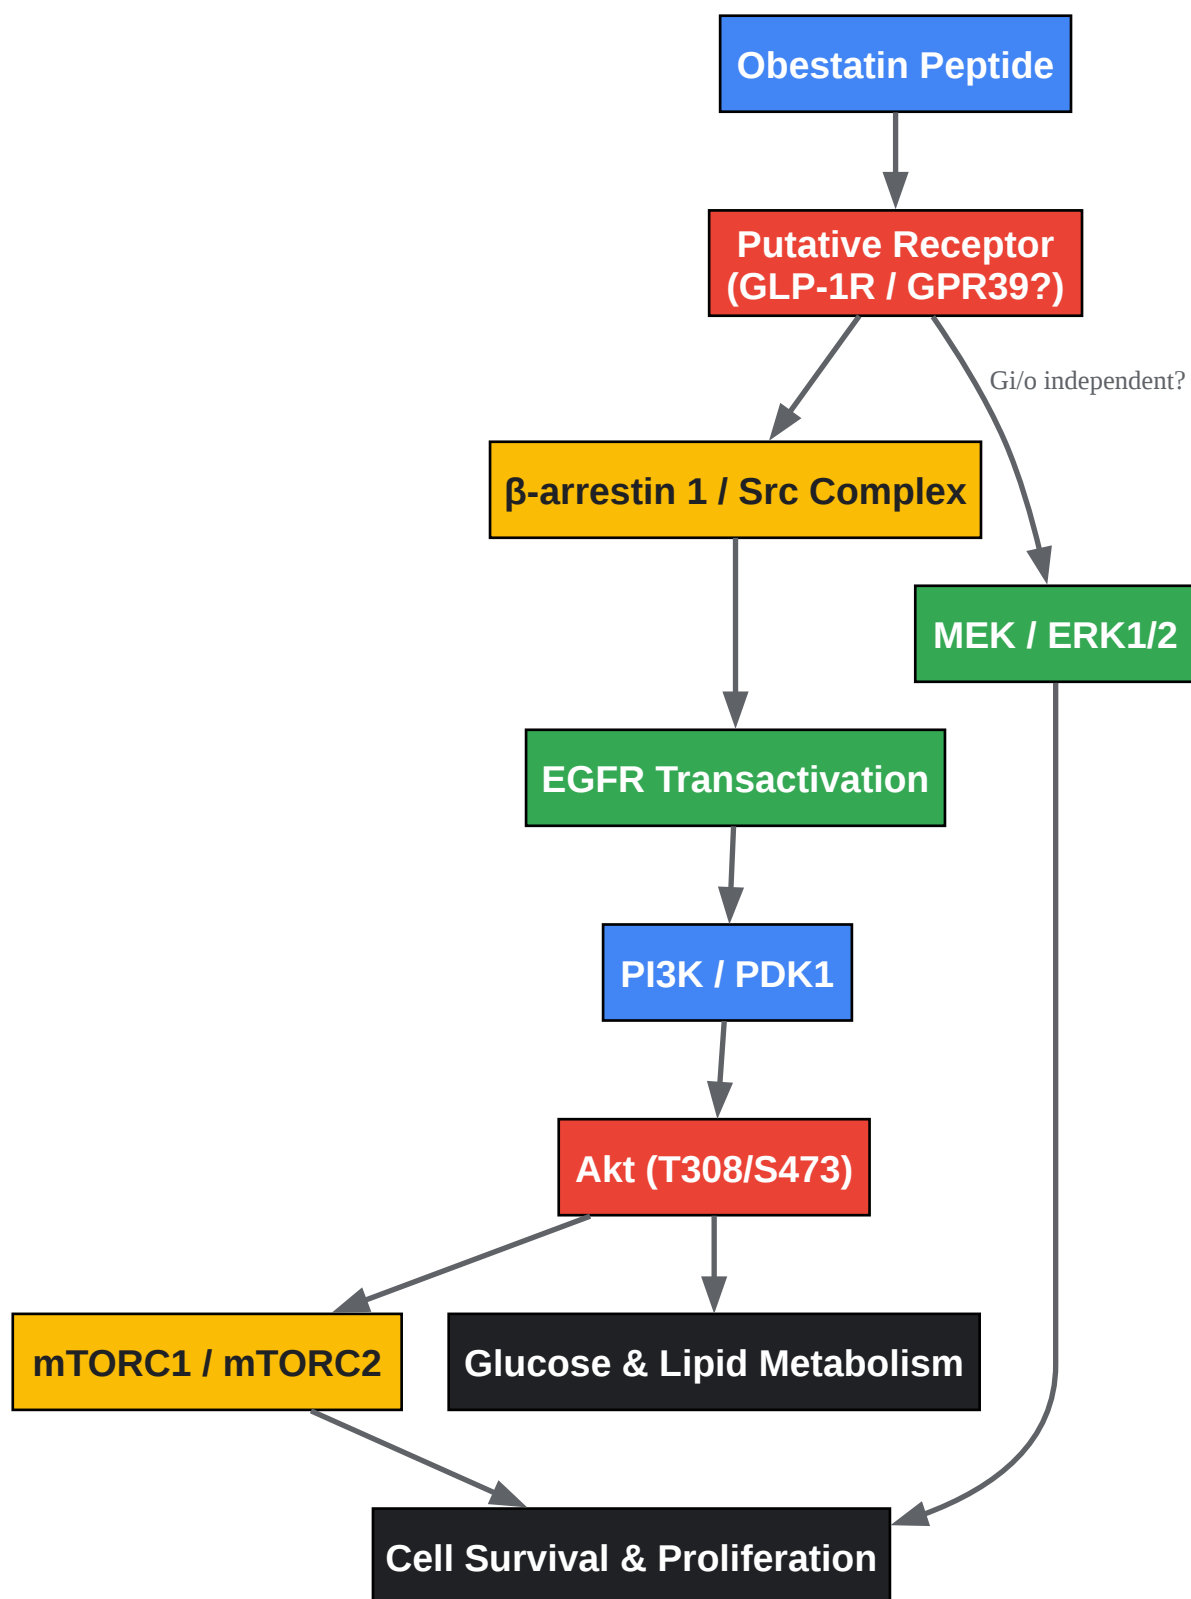 Obestatin Peptide
Putative Receptor
(GLP-1R / GPR39?)
Gi/o independent?
β-arrestin 1 / Src Complex
MEK / ERK1/2
EGFR Transactivation
PI3K / PDK1
Akt (T308/S473)
mTORC1 / mTORC2
Glucose & Lipid Metabolism
Cell Survival & Proliferation